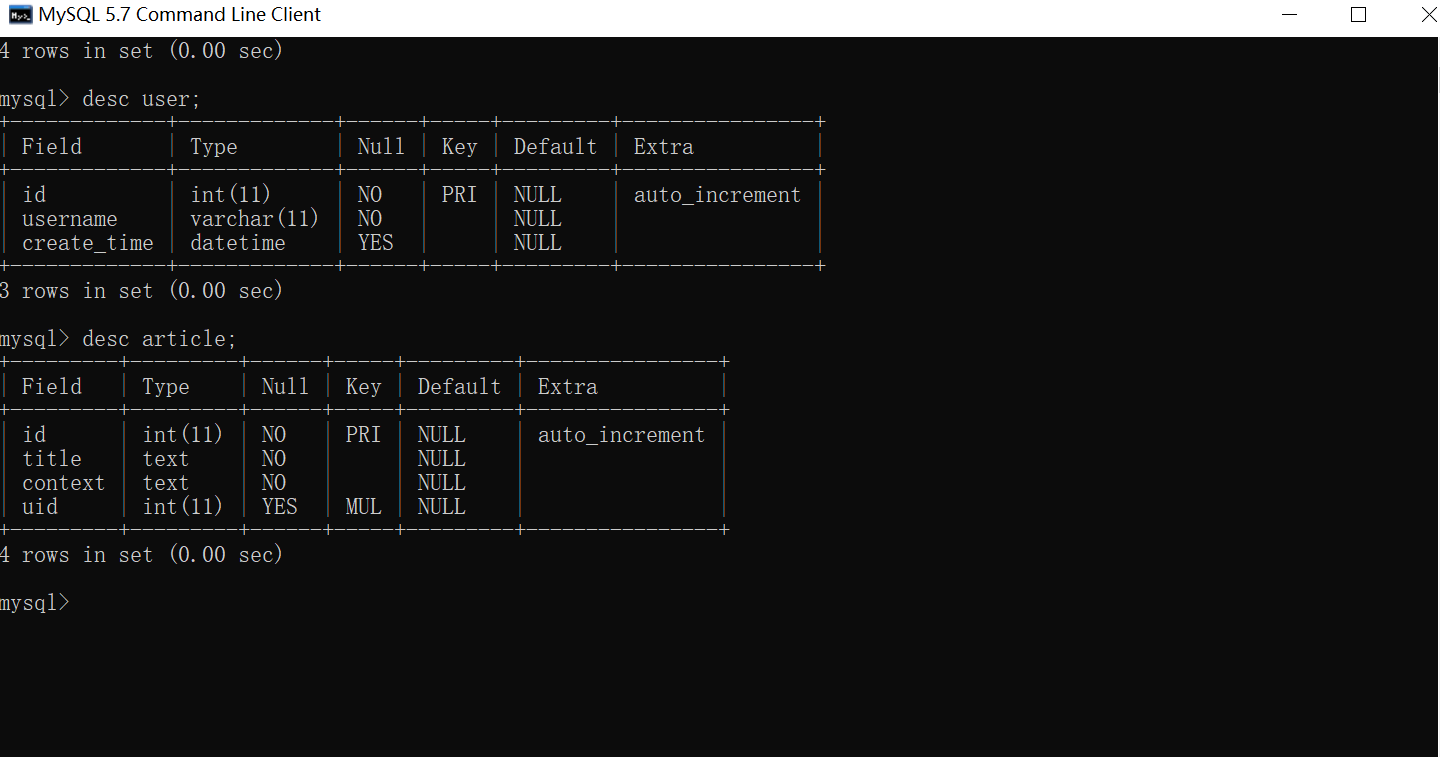 MySQL 5.7 Command Line Client
4 rows in set (0.00 sec)
mysql> desc user;
+-------------+-------------+------+-----+---------+----------------+
| Field       | Type        | Null | Key | Default | Extra          |
+-------------+-------------+------+-----+---------+----------------+
| id          | int(11)     | NO   | PRI | NULL    | auto_increment |
| username    | varchar(11) | NO   |     | NULL    |                |
| create_time | datetime    | YES  |     | NULL    |                |
+-------------+-------------+------+-----+---------+----------------+
3 rows in set (0.00 sec)
mysql> desc article;
+---------+---------+------+-----+---------+----------------+
| Field   | Type    | Null | Key | Default | Extra          |
+---------+---------+------+-----+---------+----------------+
| id      | int(11) | NO   | PRI | NULL    | auto_increment |
| title   | text    | NO   |     | NULL    |                |
| context | text    | NO   |     | NULL    |                |
| uid     | int(11) | YES  | MUL | NULL    |                |
+---------+---------+------+-----+---------+----------------+
4 rows in set (0.00 sec)
mysql>